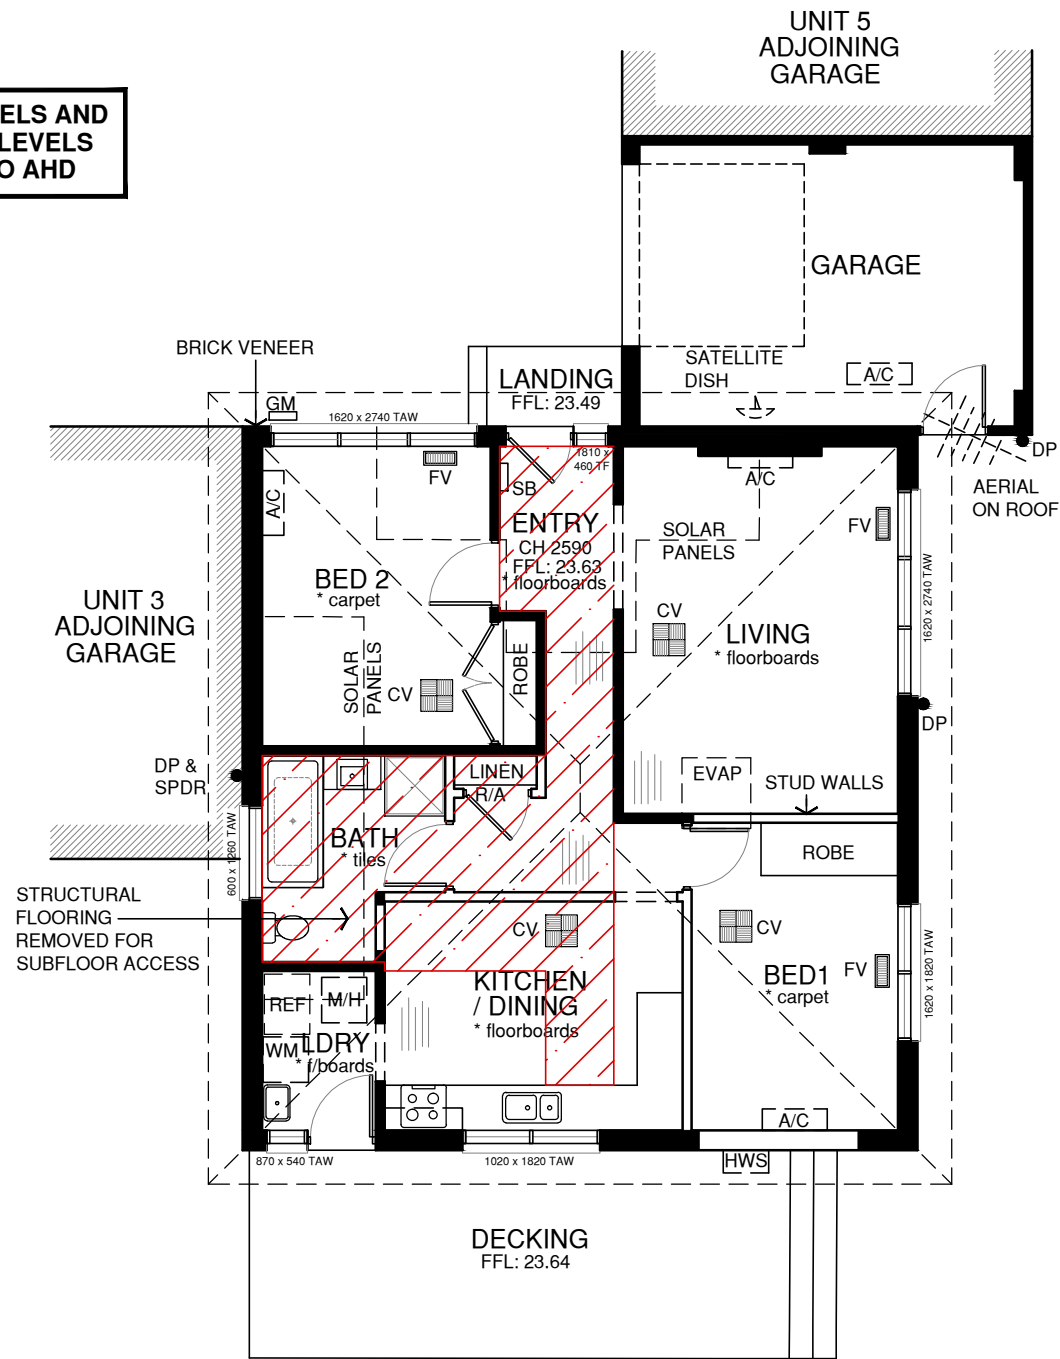 UNIT 5
ADJOINING
GARAGE
ELS AND
LEVELS
O AHD
GARAGE
BRICK VENEER
SATELLITE
DISH
A/C
LANDING
FFL: 23.49
GM
1620 x 2740 TAW
1810 x
460 TF
DP
A/C
FV
SB
A/C
AERIAL
ON ROOF
ENTRY
CH 2590
FFL: 23.63
* floorboards
SOLAR
PANELS
FV
BED 2
* carpet
UNIT 3
ADJOINING
GARAGE
1620 x 2740 TAW
CV
LIVING
* floorboards
ROBE
SOLAR
PANELS
CV
DP
DP &
SPDR
LINEN
R/A
EVAP
STUD WALLS
600 x 1260 TAW
BATH
* tiles
ROBE
STRUCTURAL
FLOORING
REMOVED FOR
SUBFLOOR ACCESS
CV
CV
KITCHEN
/ DINING
* floorboards
BED1
* carpet
FV
1620 x 1820 TAW
REF
M/H
WM
LDRY
* f/boards
A/C
870 x 540 TAW
1020 x 1820 TAW
HWS
DECKING
FFL: 23.64